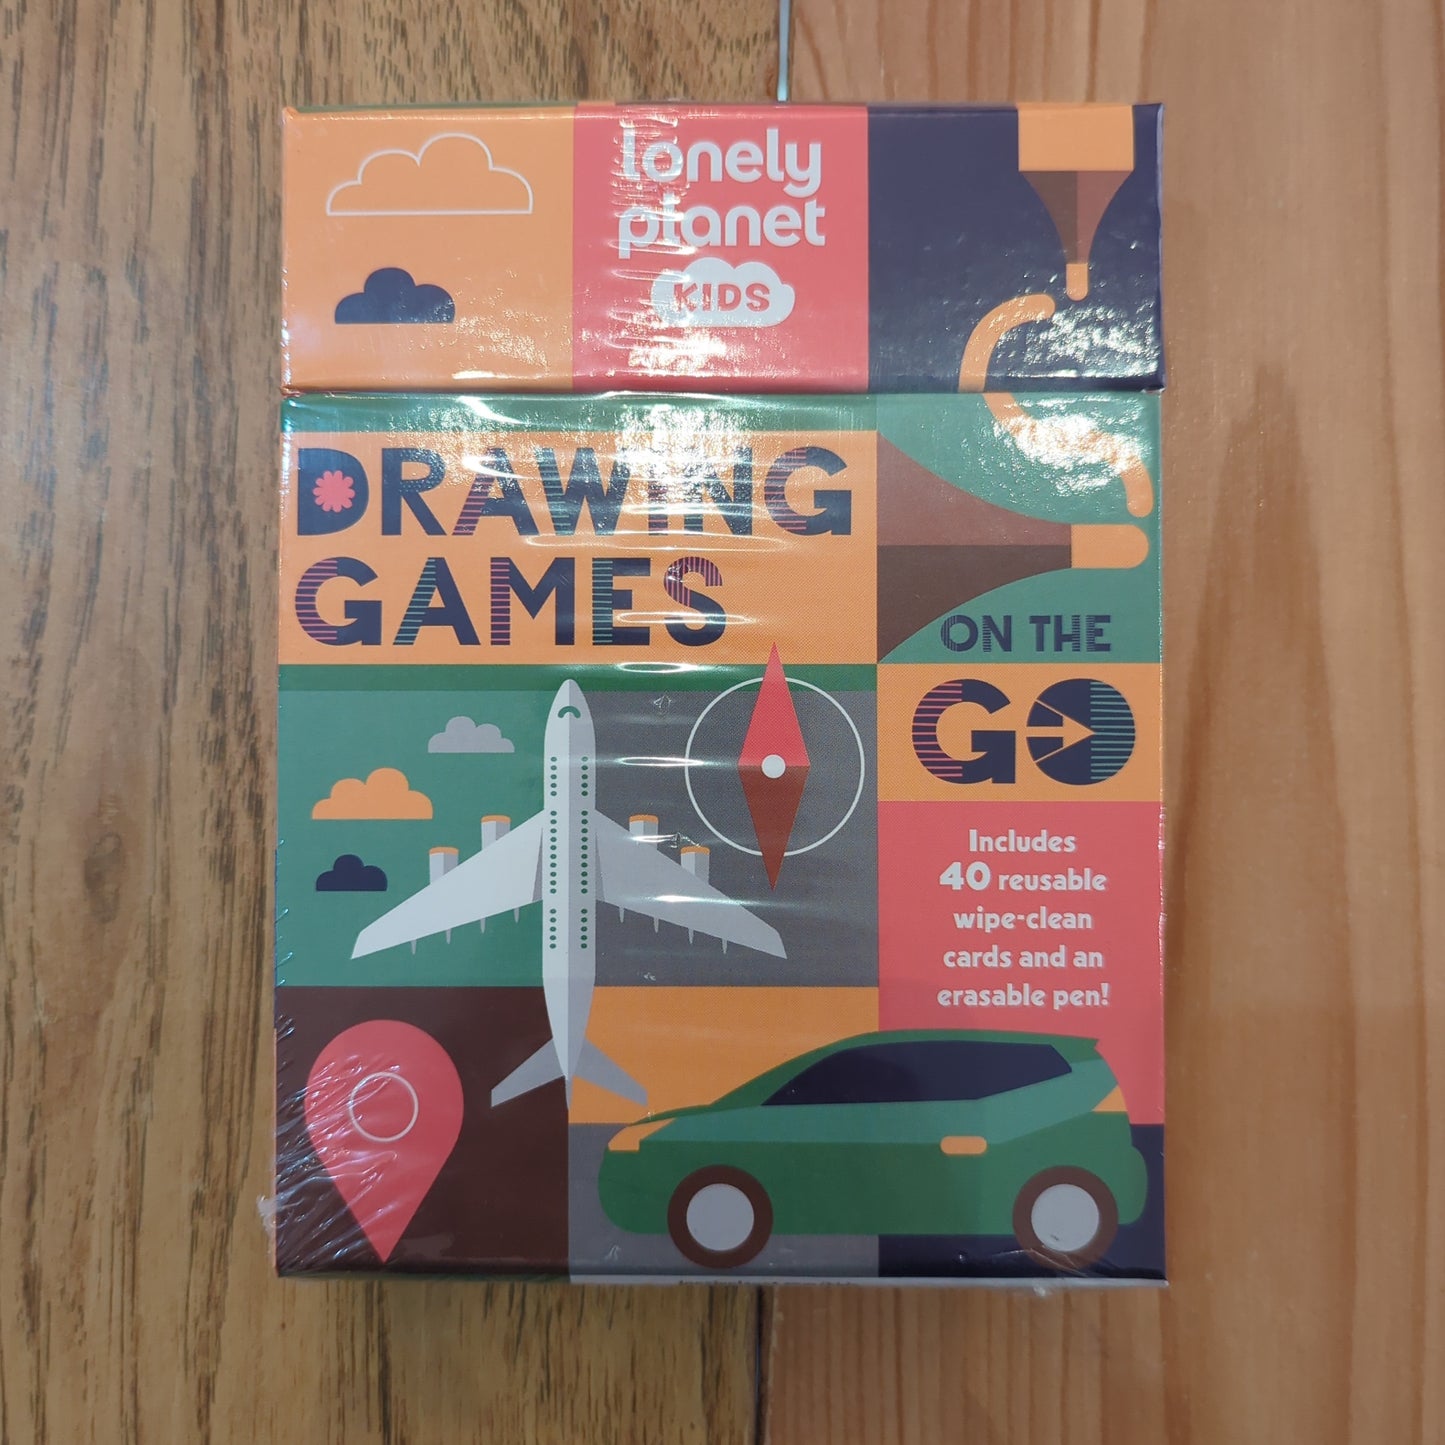 lonely
planet
KIDS
DRAWING
GAMES
ON THE
GO
Includes
40 reusable
wipe-clean
cards and an
erasable pen!